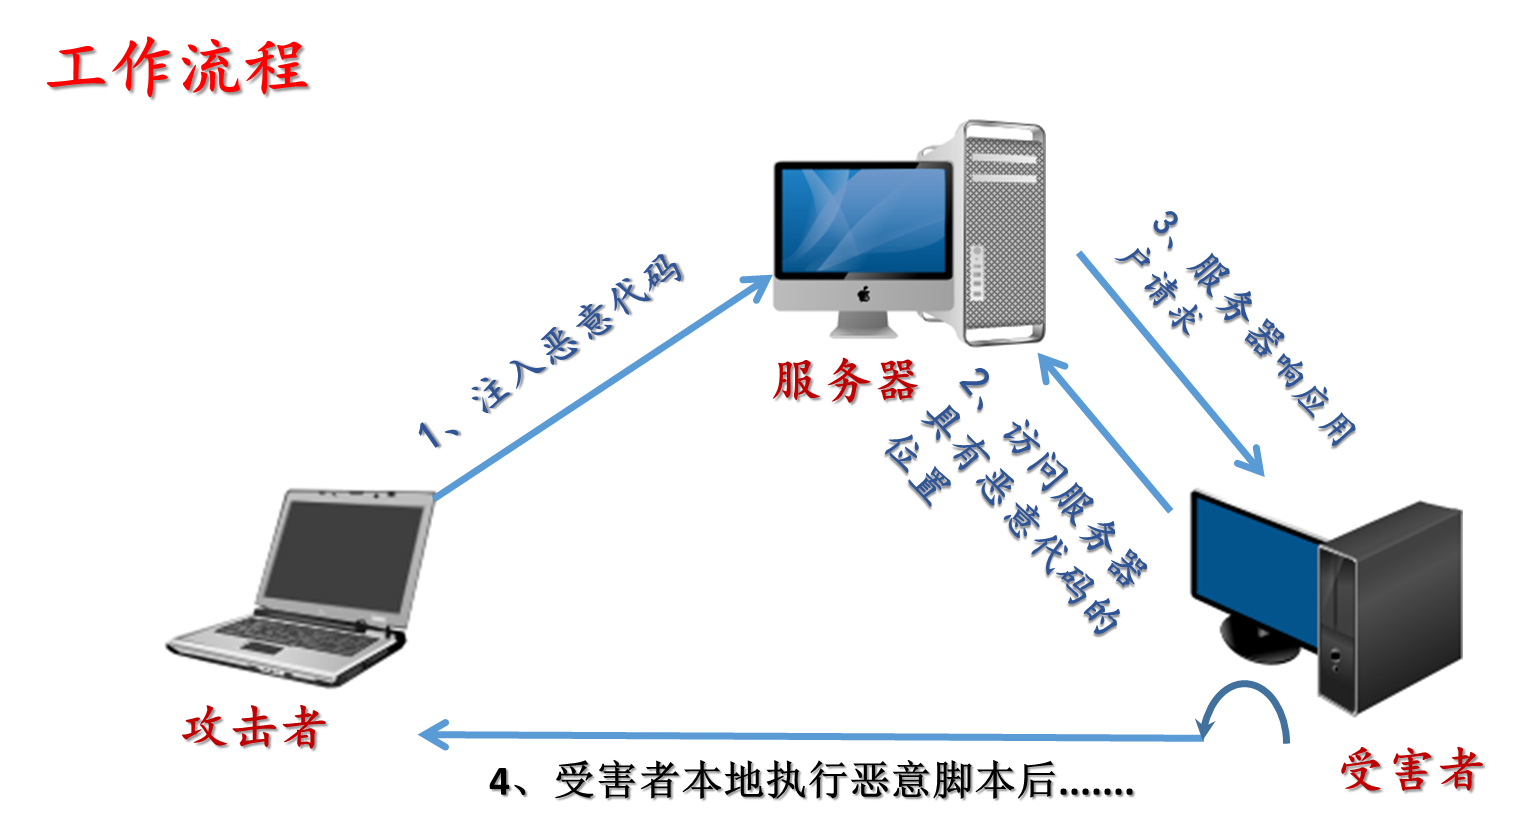 工作流程
1、注入恶意代码
服务器
3、服务器响应用
户请求
2、访问服务器
具有恶意代码的
位置
攻击者
受害者
4、受害者本地执行恶意脚本后.......